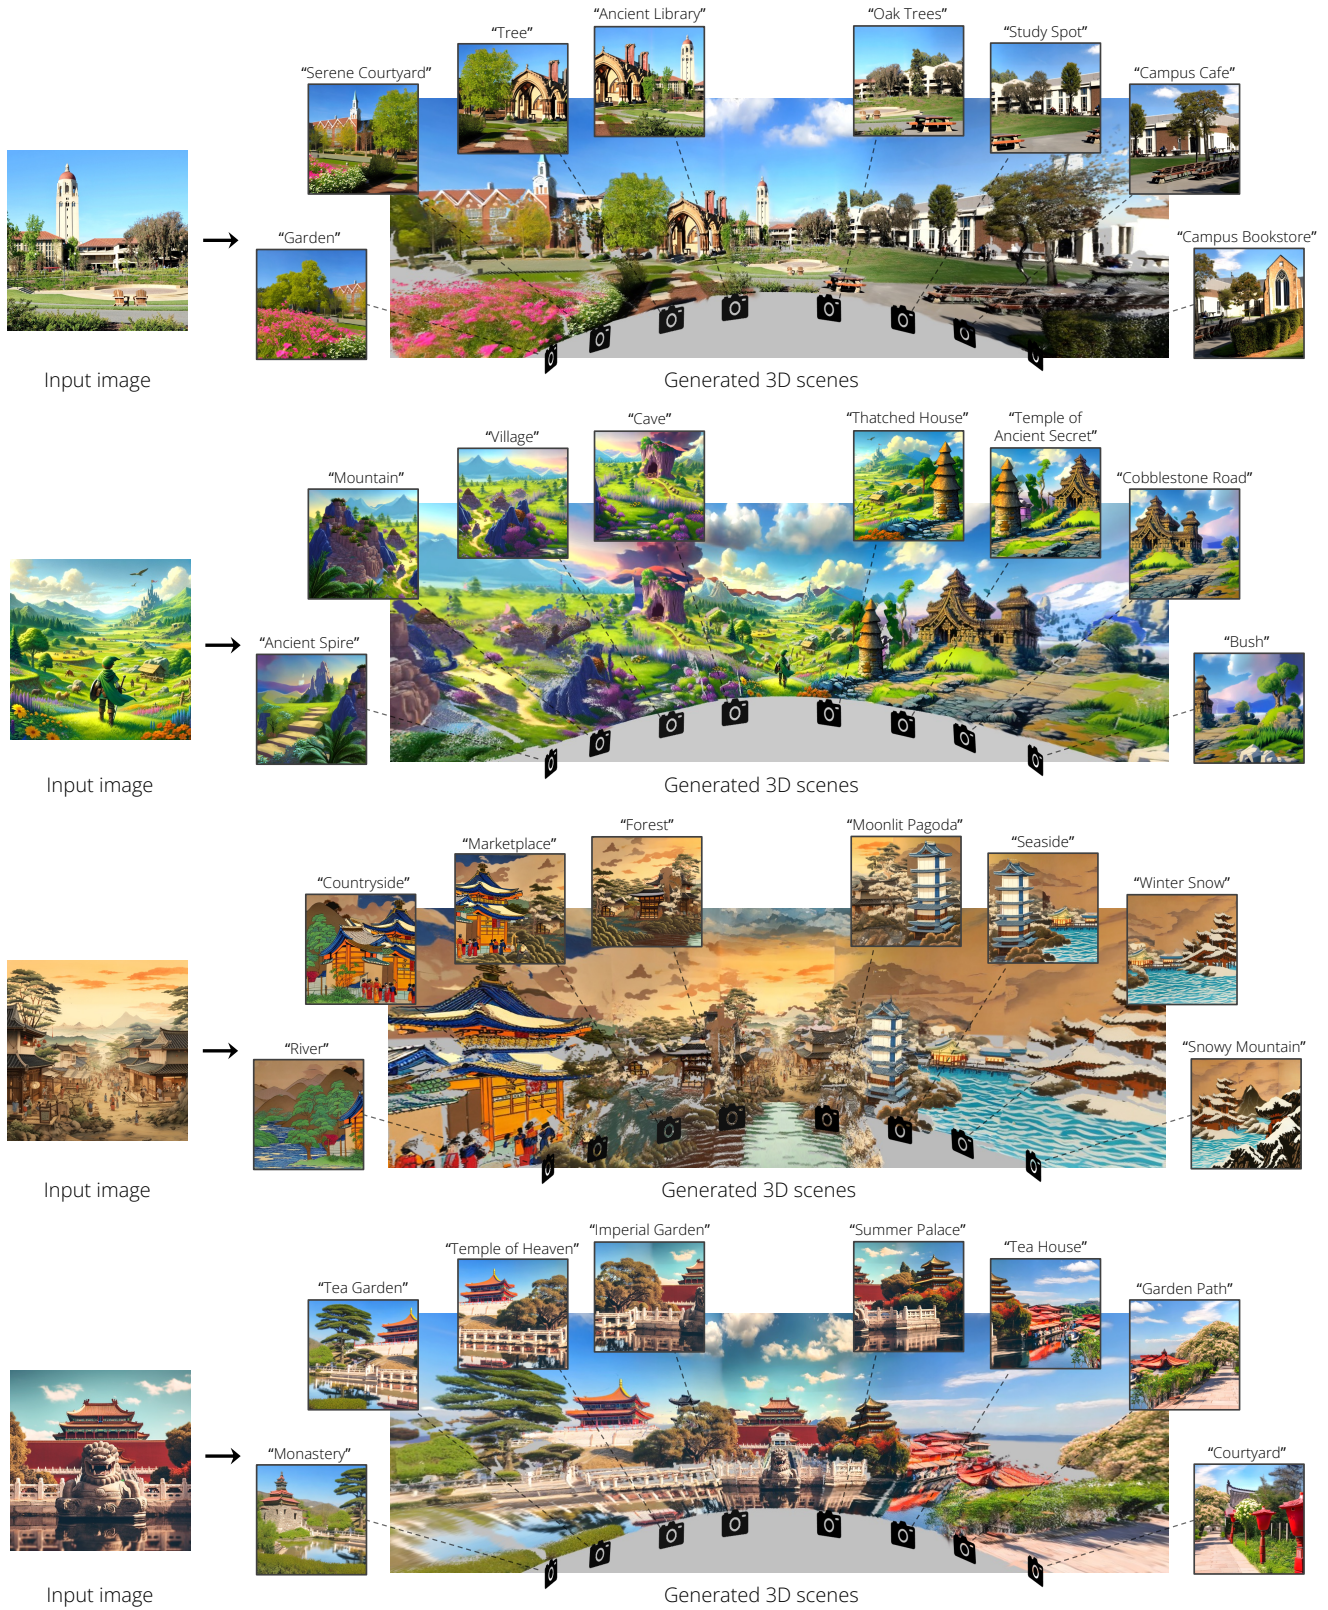 “Ancient Library”
“Oak Trees”
“Tree”
“Study Spot”
“Serene Courtyard”
“Campus Cafe”
“Garden”
“Campus Bookstore”
Input image
Generated 3D scenes
“Cave”
“Thatched House”
“Temple of
Ancient Secret”
“Village”
“Mountain”
“Cobblestone Road”
“Ancient Spire”
“Bush”
Input image
Generated 3D scenes
“Forest”
“Moonlit Pagoda”
“Marketplace”
“Seaside”
“Countryside”
“Winter Snow”
“River”
“Snowy Mountain”
Input image
Generated 3D scenes
“Imperial Garden”
“Summer Palace”
“Temple of Heaven”
“Tea House”
“Tea Garden”
“Garden Path”
“Monastery”
“Courtyard”
Input image
Generated 3D scenes